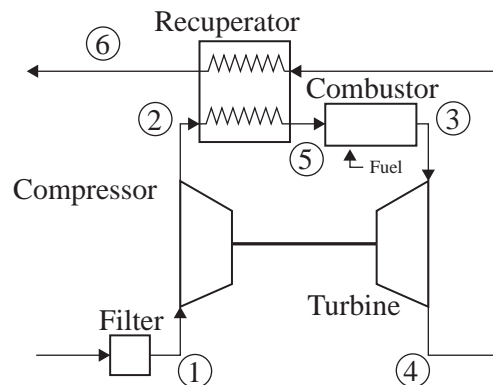 Recuperator
6
Combustor
2
3
5
Fuel
Compressor
Turbine
Filter
1
4